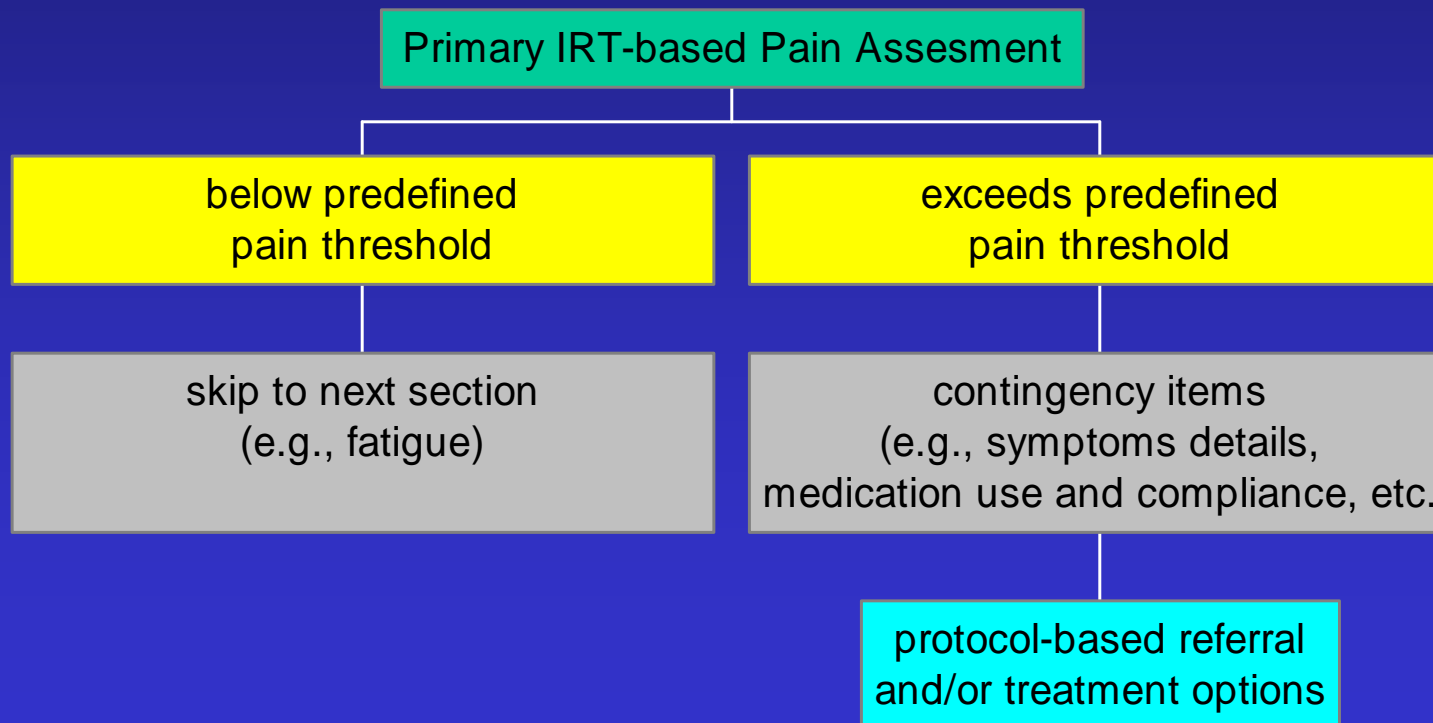 Primary IRT-based Pain Assesment
below predefined
pain threshold
exceeds predefined
pain threshold
skip to next section
(e.g., fatigue)
contingency items
(e.g., symptoms details,
medication use and compliance, etc.
protocol-based referral
and/or treatment options